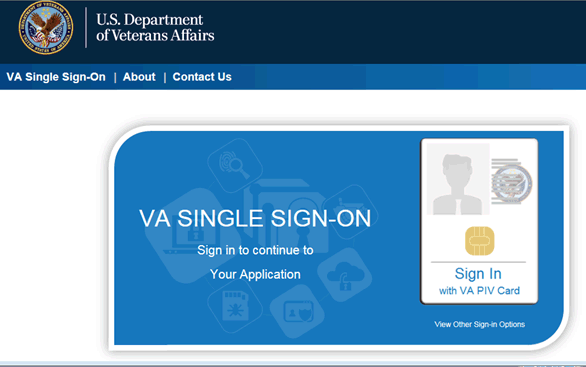 U.S. Department
of Veterans Affairs
VA Single Sign-On | About | Contact Us
VA SINGLE SIGN-ON
Sign in to continue to
Your Application
Sign In
with VA PIV Card
View Other Sign-in Options